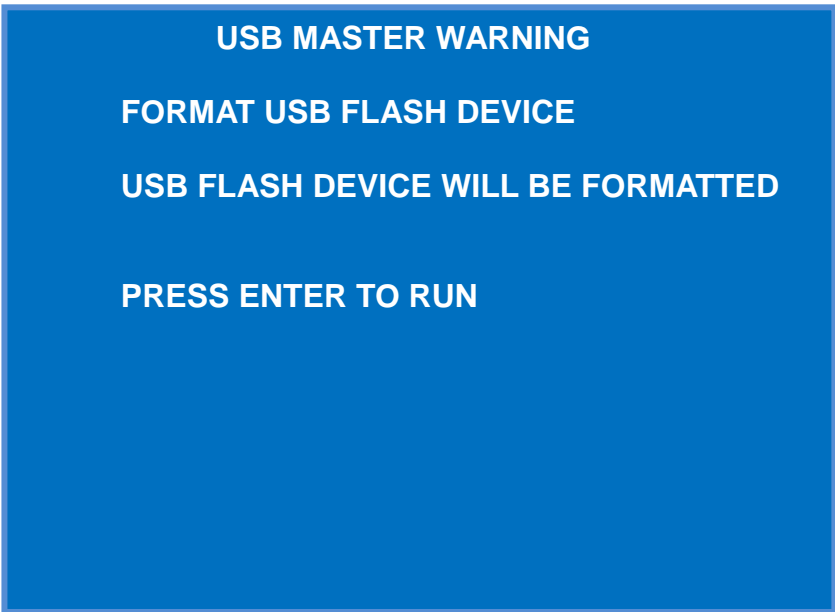 USB MASTER WARNING
FORMAT USB FLASH DEVICE
USB FLASH DEVICE WILL BE FORMATTED
PRESS ENTER TO RUN